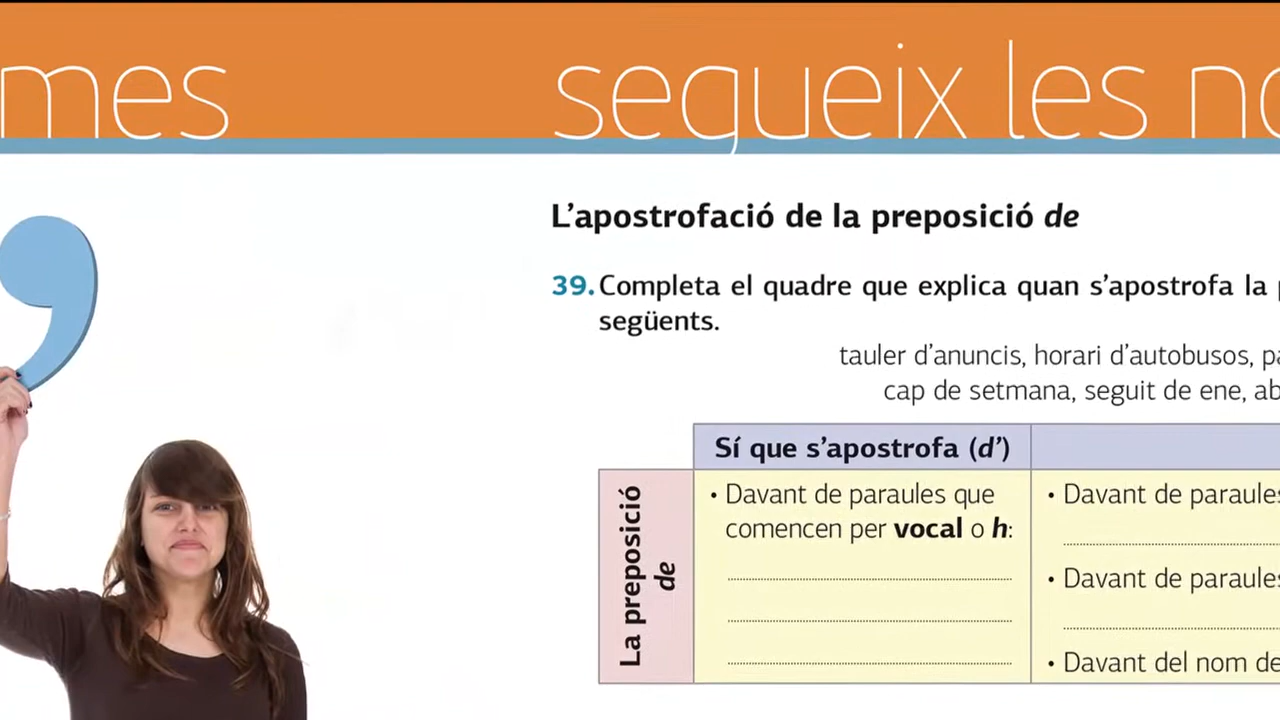 mes
segueix les no
L'apostrofació de la preposició de
39. Completa el quadre que explica quan s'apostrofa la
següents.
tauler d'anuncis, horari d'autobusos, pa
cap de setmana, seguit de ene, ab
Sí que s'apostrofa (d')
La preposició
de
• Davant de paraules que
comencen per vocal o h:
• Davant de paraules
• Davant de paraules
• Davant del nom de